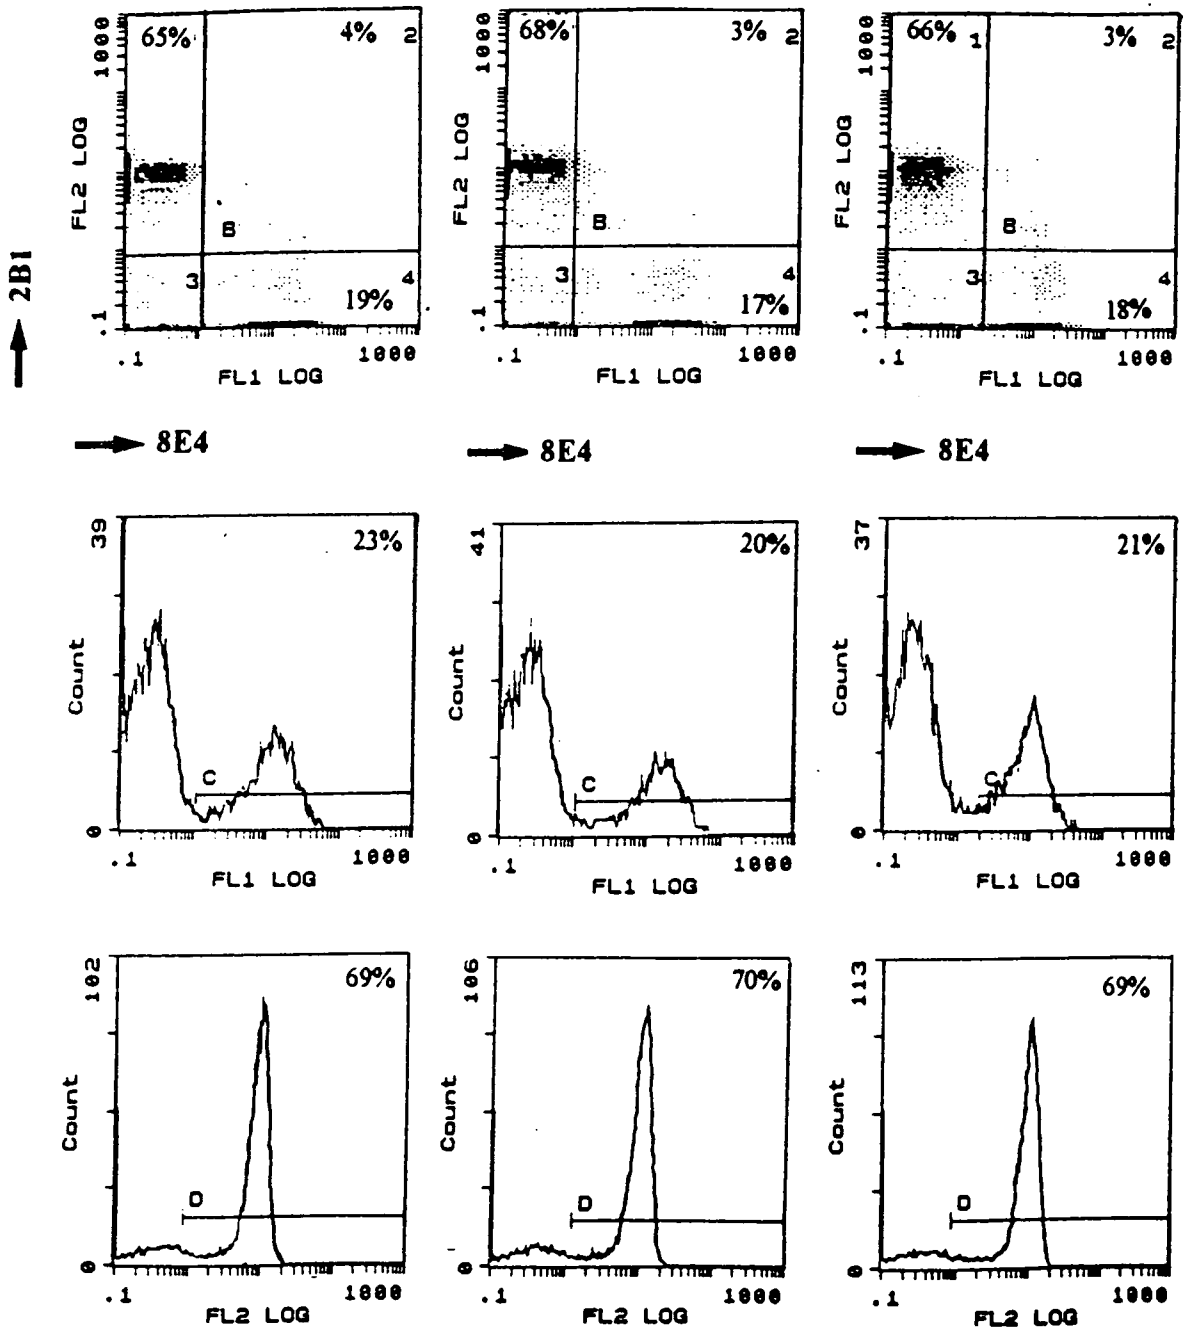 65% 4% 2
1000
FL2 LOG
B
3 4
19%
.1
.1 1000
FL1 LOG
68% 3% 2
1000
FL2 LOG
B
3 4
17%
.1
.1 1000
FL1 LOG
66% 1 3% 2
1000
FL2 LOG
B
3 4
18%
.1
.1 1000
FL1 LOG
2B1
8E4
8E4
8E4
39
23%
Count
C
0
.1 1000
FL1 LOG
41
20%
Count
C
0
.1 1000
FL1 LOG
37
21%
Count
C
0
.1 1000
FL1 LOG
102
69%
Count
D
0
.1 1000
FL2 LOG
106
70%
Count
D
0
.1 1000
FL2 LOG
113
69%
Count
D
0
.1 1000
FL2 LOG